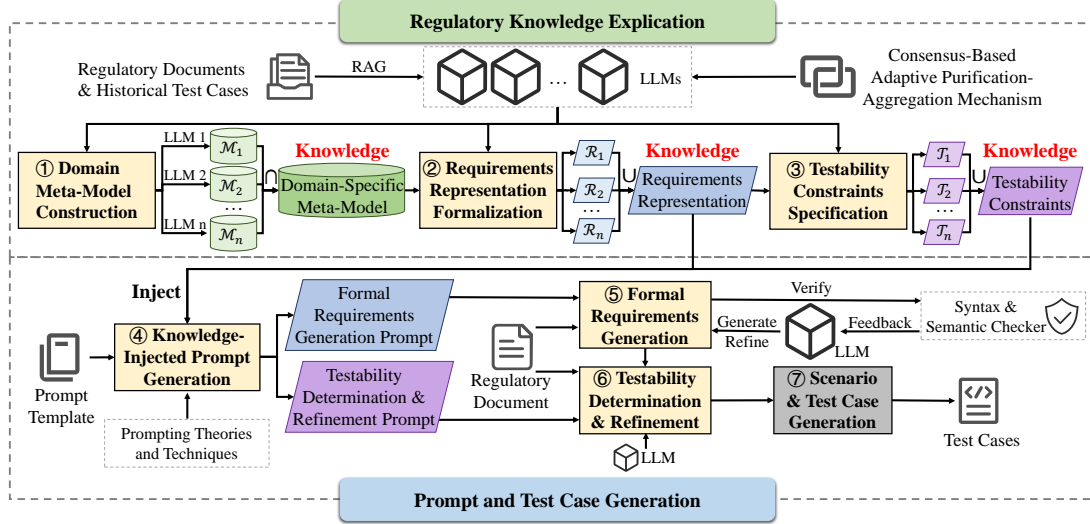 Regulatory Knowledge Explication
Regulatory Documents
& Historical Test Cases
RAG
...
LLMs
Consensus-Based
Adaptive Purification-
Aggregation Mechanism
① Domain
Meta-Model
Construction
LLM 1
LLM 2
LLM n
ℳ1
ℳ2
...
ℳn
∩
Knowledge
Domain-Specific
Meta-Model
② Requirements
Representation
Formalization
ℛ1
ℛ2
...
ℛn
∪
Knowledge
Requirements
Representation
③ Testability
Constraints
Specification
𝒯1
𝒯2
...
𝒯n
∪
Knowledge
Testability
Constraints
Inject
Prompt
Template
④ Knowledge-
Injected Prompt
Generation
Prompting Theories
and Techniques
Formal
Requirements
Generation Prompt
Testability
Determination &
Refinement Prompt
Regulatory
Document
⑤ Formal
Requirements
Generation
Verify
Generate
Refine
LLM
Feedback
Syntax &
Semantic Checker
⑥ Testability
Determination
& Refinement
LLM
⑦ Scenario
& Test Case
Generation
Test Cases
Prompt and Test Case Generation